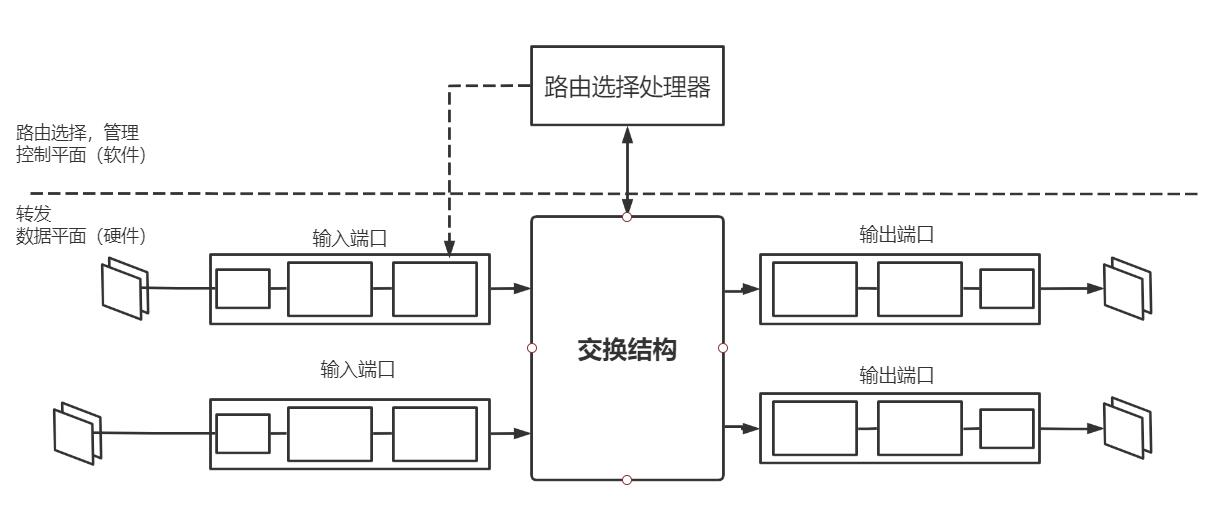 路由选择处理器
路由选择，管理
控制平面（软件）
转发
数据平面（硬件）
输入端口
输出端口
交换结构
输入端口
输出端口